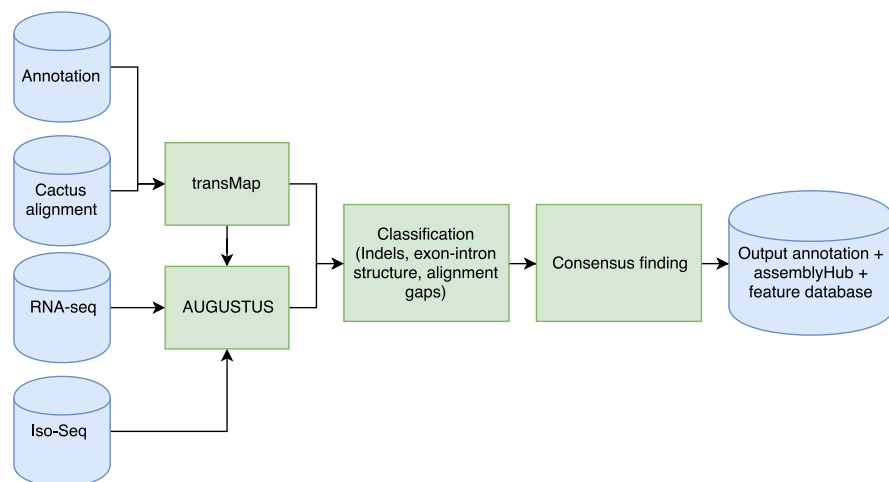 Annotation
Cactus
alignment
RNA-seq
Iso-Seq
transMap
AUGUSTUS
Classification
(Indels, exon-intron
structure, alignment
gaps)
Consensus finding
Output annotation +
assemblyHub +
feature database